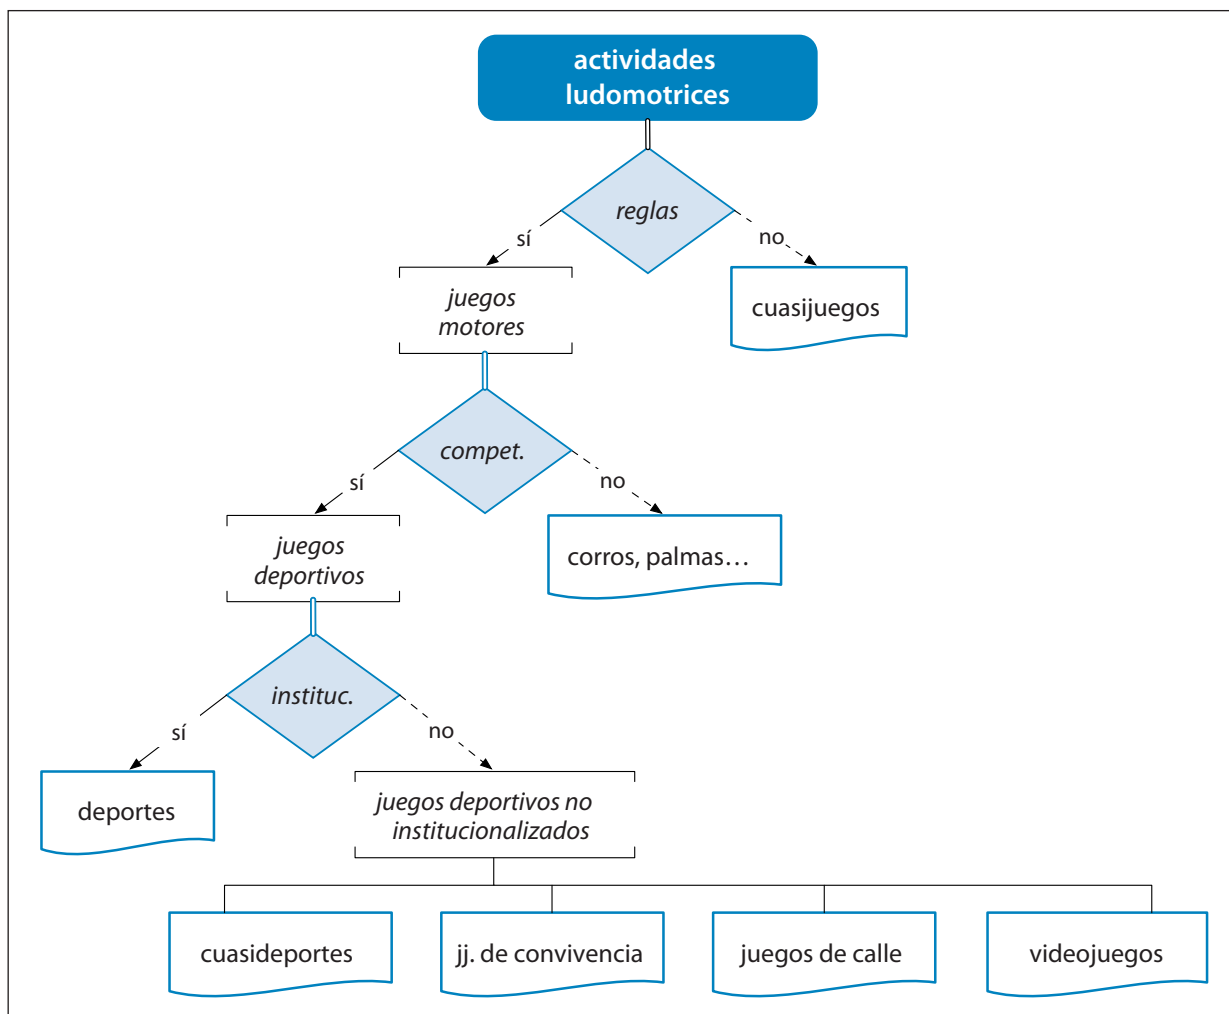 actividades
ludomotrices
reglas
sí
no
juegos
motores
cuasijuegos
compet.
sí
no
juegos
deportivos
corros, palmas…
instituc.
sí
no
deportes
juegos deportivos no
institucionalizados
cuasideportes
jj. de convivencia
juegos de calle
videojuegos